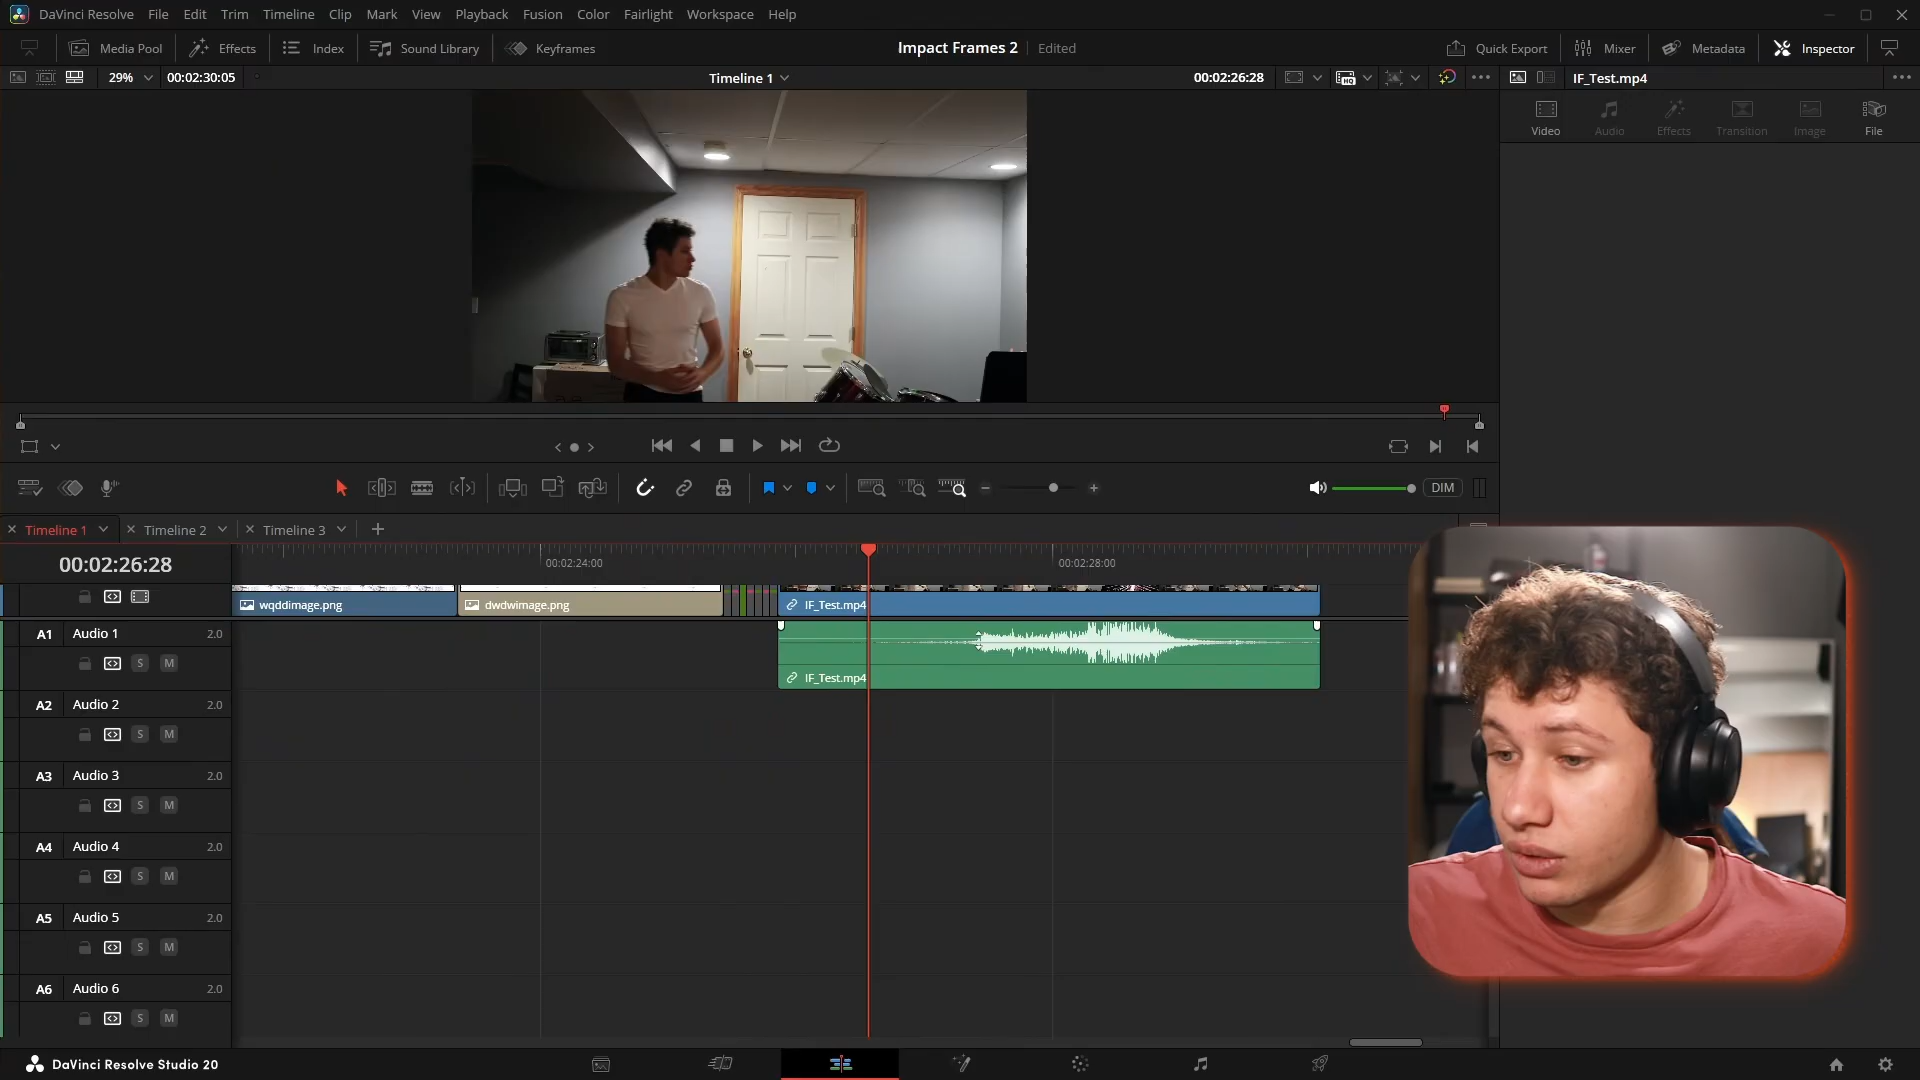 DaVinci Resolve File Edit Trim Timeline Clip Mark View Playback Fusion Color Fairlight Workspace Help
Media Pool Effects Index Sound Library Keyframes Impact Frames 2 Edited Quick Export Mixer Metadata Inspector
29% 00:02:30:05 Timeline 1 00:02:26:28 IF_Test.mp4
Video Audio Effects Transition Image File
DIM
Timeline 1 Timeline 2 Timeline 3
00:02:26:28 00:02:24:00 00:02:28:00
wqddimage.png dwdwimage.png IF_Test.mp4
A1 Audio 1 2.0
S M
IF_Test.mp4
A2 Audio 2 2.0
S M
A3 Audio 3 2.0
S M
A4 Audio 4 2.0
S M
A5 Audio 5 2.0
S M
A6 Audio 6 2.0
S M
DaVinci Resolve Studio 20